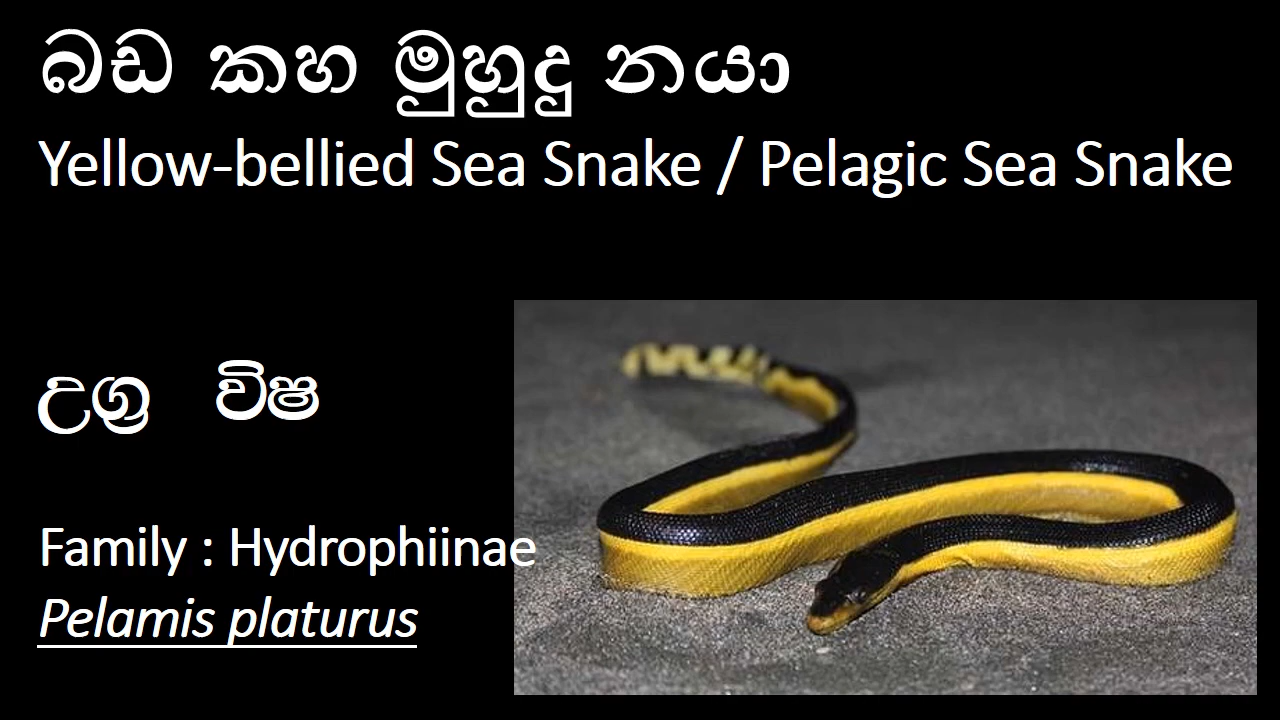 බඩ කහ මුහුදු නයා
Yellow-bellied Sea Snake / Pelagic Sea Snake
උග්‍ර විෂ
Family : Hydrophiinae
Pelamis platurus